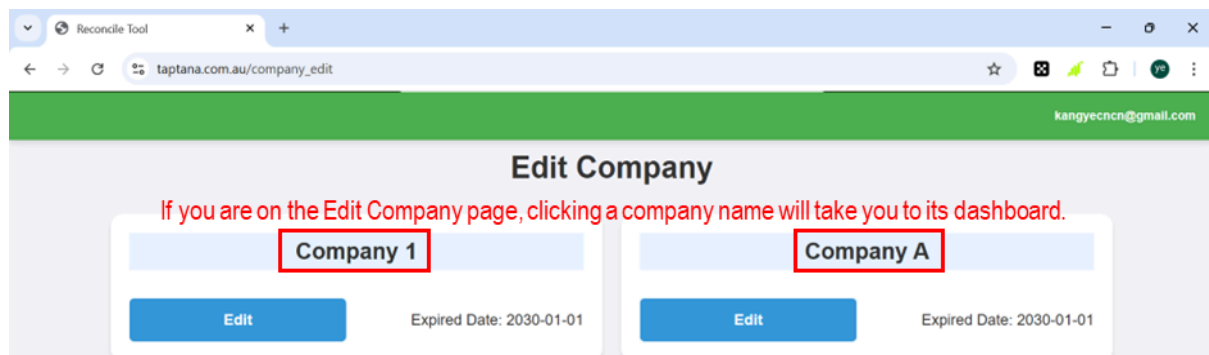 Reconcile Tool
taptana.com.au/company_edit
ye
kangyecncn@gmail.com
Edit Company
If you are on the Edit Company page, clicking a company name will take you to its dashboard.
Company 1
Company A
Edit
Expired Date: 2030-01-01
Edit
Expired Date: 2030-01-01